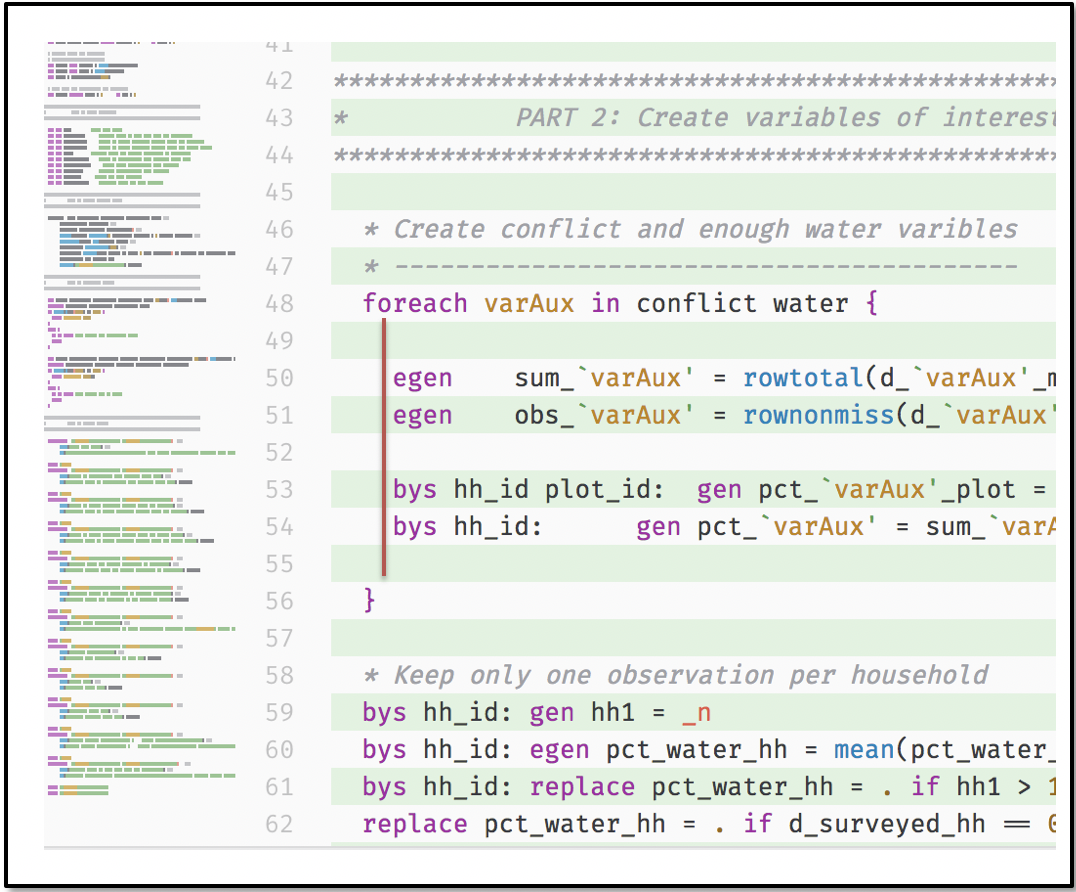 41
42 ************************************************
43 * PART 2: Create variables of interest
44 ************************************************
45
46 * Create conflict and enough water varibles
47 * -----------------------------------------
48 foreach varAux in conflict water {
49
50 egen sum_`varAux' = rowtotal(d_`varAux'_m
51 egen obs_`varAux' = rownonmiss(d_`varAux'
52
53 bys hh_id plot_id: gen pct_`varAux'_plot =
54 bys hh_id: gen pct_`varAux' = sum_`varA
55
56 }
57
58 * Keep only one observation per household
59 bys hh_id: gen hh1 = _n
60 bys hh_id: egen pct_water_hh = mean(pct_water_
61 bys hh_id: replace pct_water_hh = . if hh1 > 1
62 replace pct_water_hh = . if d_surveyed_hh == 0